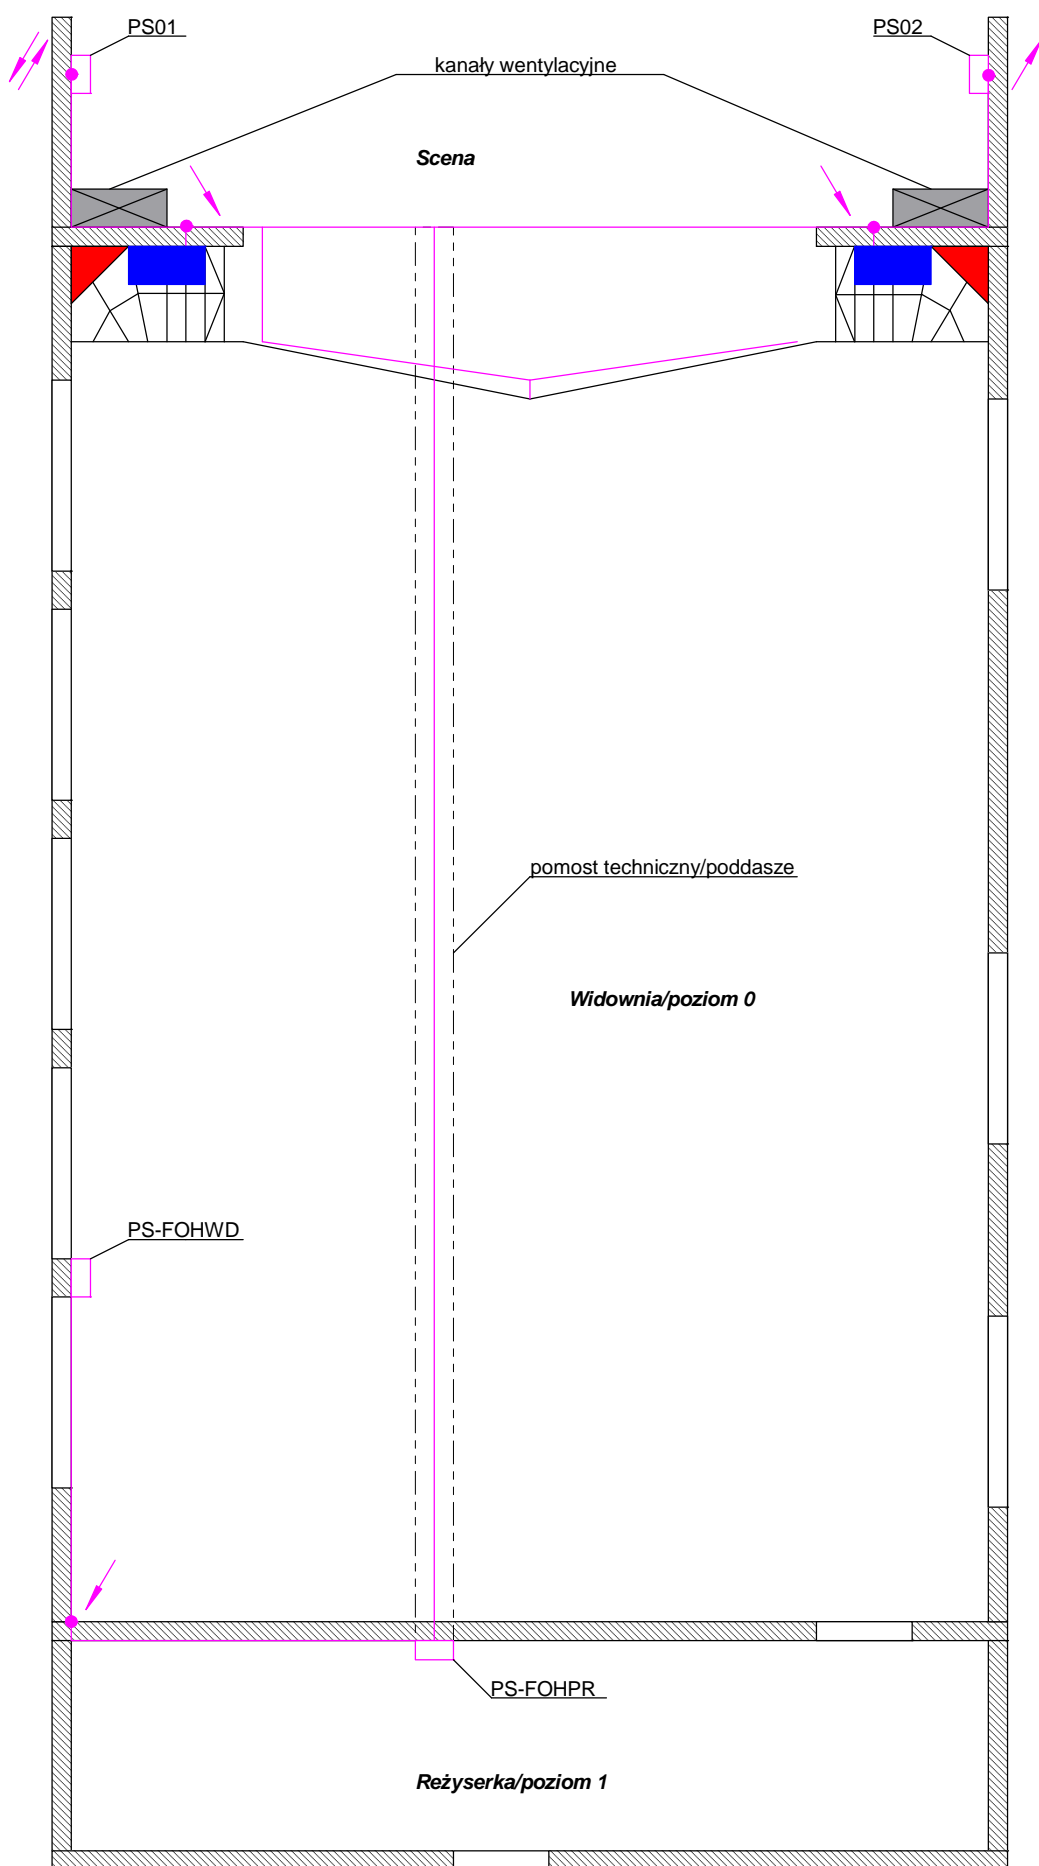 PS01
PS02
kanały wentylacyjne
Scena
pomost techniczny/poddasze
Widownia/poziom 0
PS-FOHWD
PS-FOHPR
Reżyserka/poziom 1